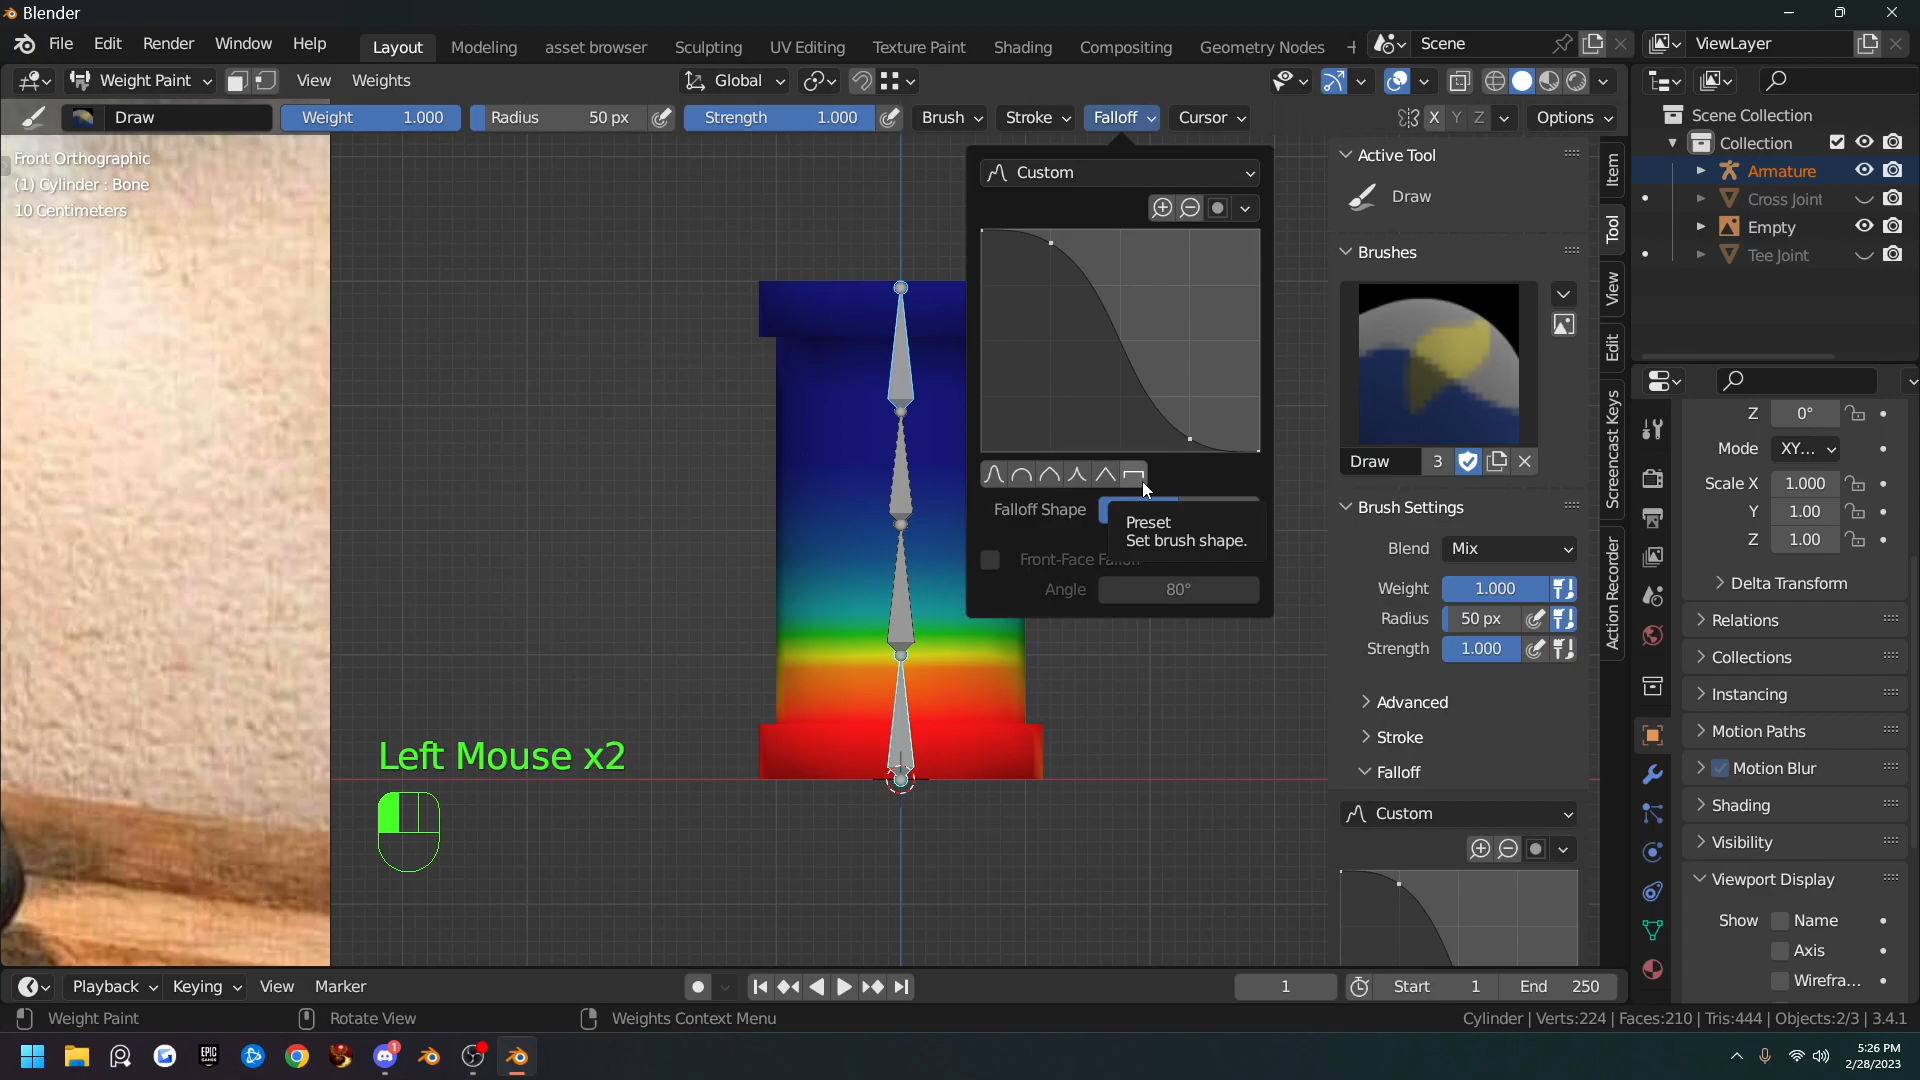 Blender
File Edit Render Window Help
Layout Modeling asset browser Sculpting UV Editing Texture Paint Shading Compositing Geometry Nodes
Scene
ViewLayer
Weight Paint View Weights
Global
Draw
Weight 1.000
Radius 50 px
Strength 1.000
Brush Stroke Falloff Cursor
X Y Z
Options
Front Orthographic
(1) Cylinder : Bone
10 Centimeters
Custom
Falloff Shape
Preset
Set brush shape.
Angle 80°
Left Mouse x2
Active Tool
Draw
Brushes
Draw 3
Brush Settings
Blend Mix
Weight 1.000
Radius 50 px
Strength 1.000
Advanced
Stroke
Falloff
Custom
Item
Tool
View
Edit
Screencast Keys
Action Recorder
Scene Collection
Collection
Armature
Cross Joint
Empty
Tee Joint
Z 0°
Mode XY...
Scale X 1.000
Y 1.00
Z 1.00
Delta Transform
Relations
Collections
Instancing
Motion Paths
Motion Blur
Shading
Visibility
Viewport Display
Show Name
Axis
Wirefra...
Playback Keying View Marker
1
Start 1
End 250
Weight Paint
Rotate View
Weights Context Menu
Cylinder | Verts:224 | Faces:210 | Tris:444 | Objects:2/3 | 3.4.1
EPIC
GAMES
1
5:26 PM
2/28/2023